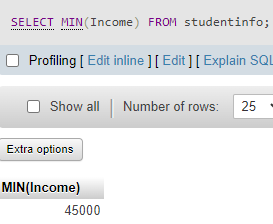 SELECT MIN(Income) FROM studentinfo;
Profiling [ Edit inline ] [ Edit ] [ Explain SQL
Show all Number of rows: 25
Extra options
MIN(Income)
45000